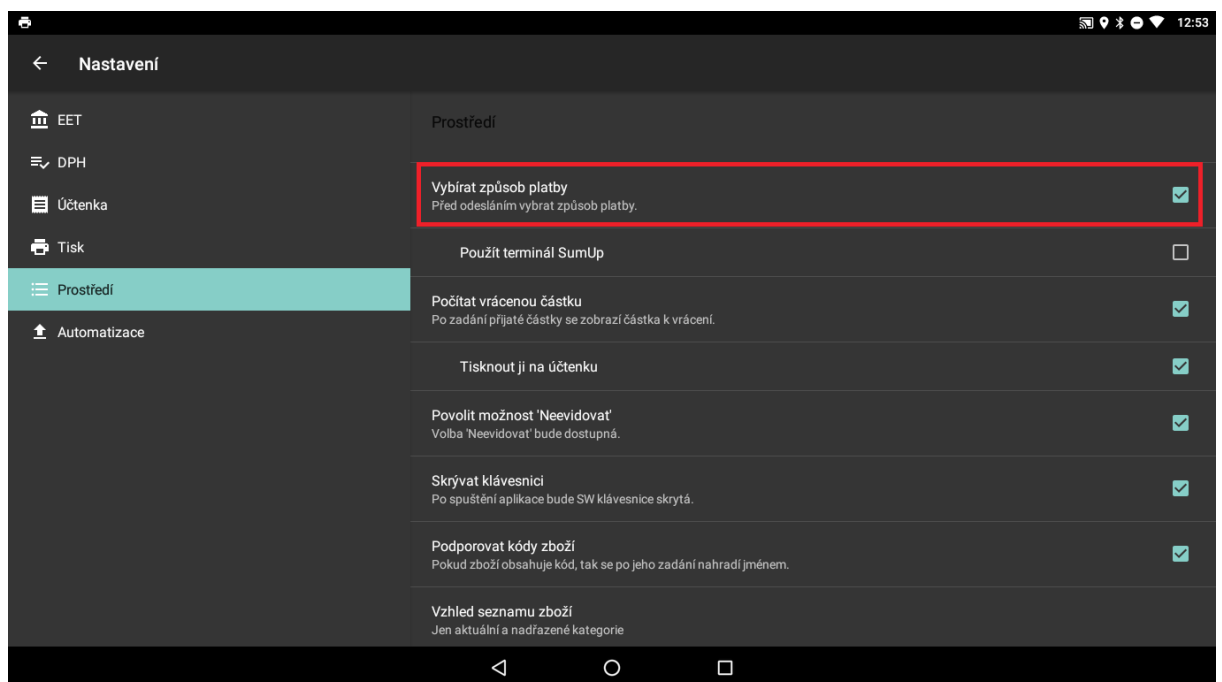 12:53
Nastavení
EET
DPH
Účtenka
Tisk
Prostředí
Automatizace
Prostředí
Vybírat způsob platby
Před odesláním vybrat způsob platby.
Použít terminál SumUp
Počítat vrácenou částku
Po zadání přijaté částky se zobrazí částka k vrácení.
Tisknout ji na účtenku
Povolit možnost 'Neevidovat'
Volba 'Neevidovat' bude dostupná.
Skrývat klávesnici
Po spuštění aplikace bude SW klávesnice skrytá.
Podporovat kódy zboží
Pokud zboží obsahuje kód, tak se po jeho zadání nahradí jménem.
Vzhled seznamu zboží
Jen aktuální a nadřazené kategorie